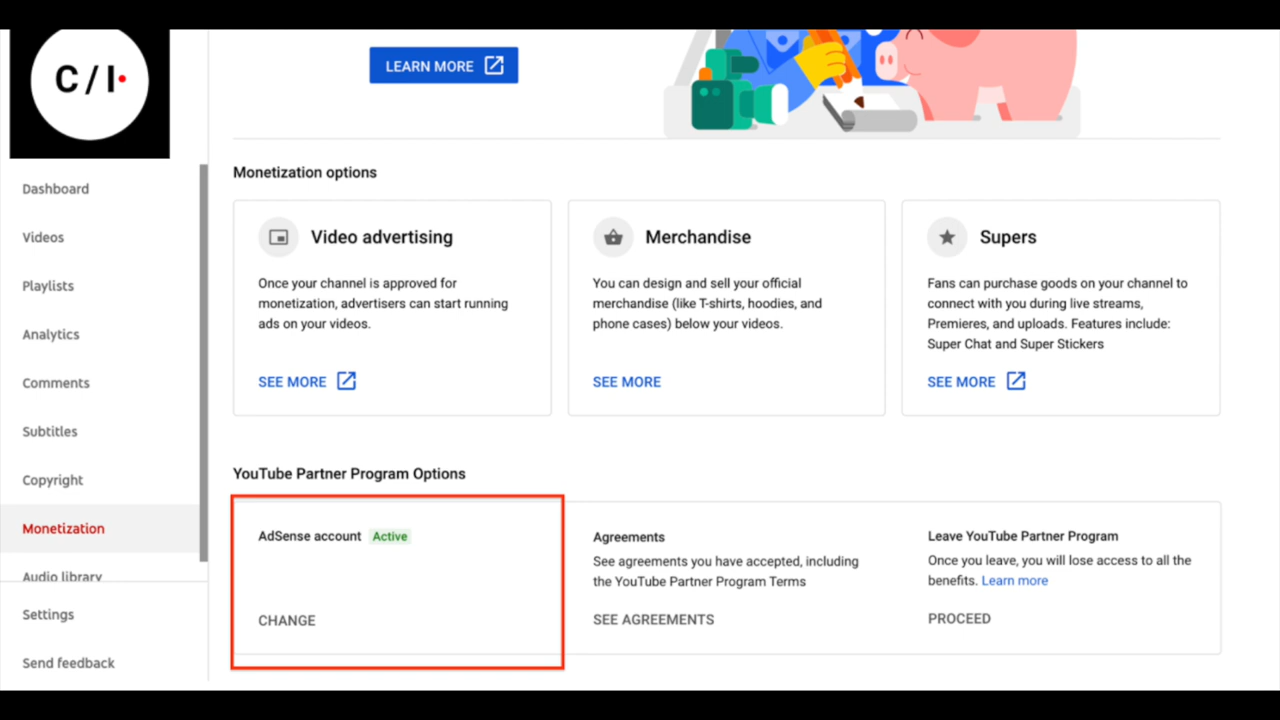 C/I
LEARN MORE
Dashboard
Videos
Playlists
Analytics
Comments
Subtitles
Copyright
Monetization
Audio library
Settings
Send feedback
Monetization options
Video advertising
Once your channel is approved for
monetization, advertisers can start running
ads on your videos.
SEE MORE
Merchandise
You can design and sell your official
merchandise (like T-shirts, hoodies, and
phone cases) below your videos.
SEE MORE
Supers
Fans can purchase goods on your channel to
connect with you during live streams,
Premieres, and uploads. Features include:
Super Chat and Super Stickers
SEE MORE
YouTube Partner Program Options
AdSense account Active
CHANGE
Agreements
See agreements you have accepted, including
the YouTube Partner Program Terms
SEE AGREEMENTS
Leave YouTube Partner Program
Once you leave, you will lose access to all the
benefits. Learn more
PROCEED